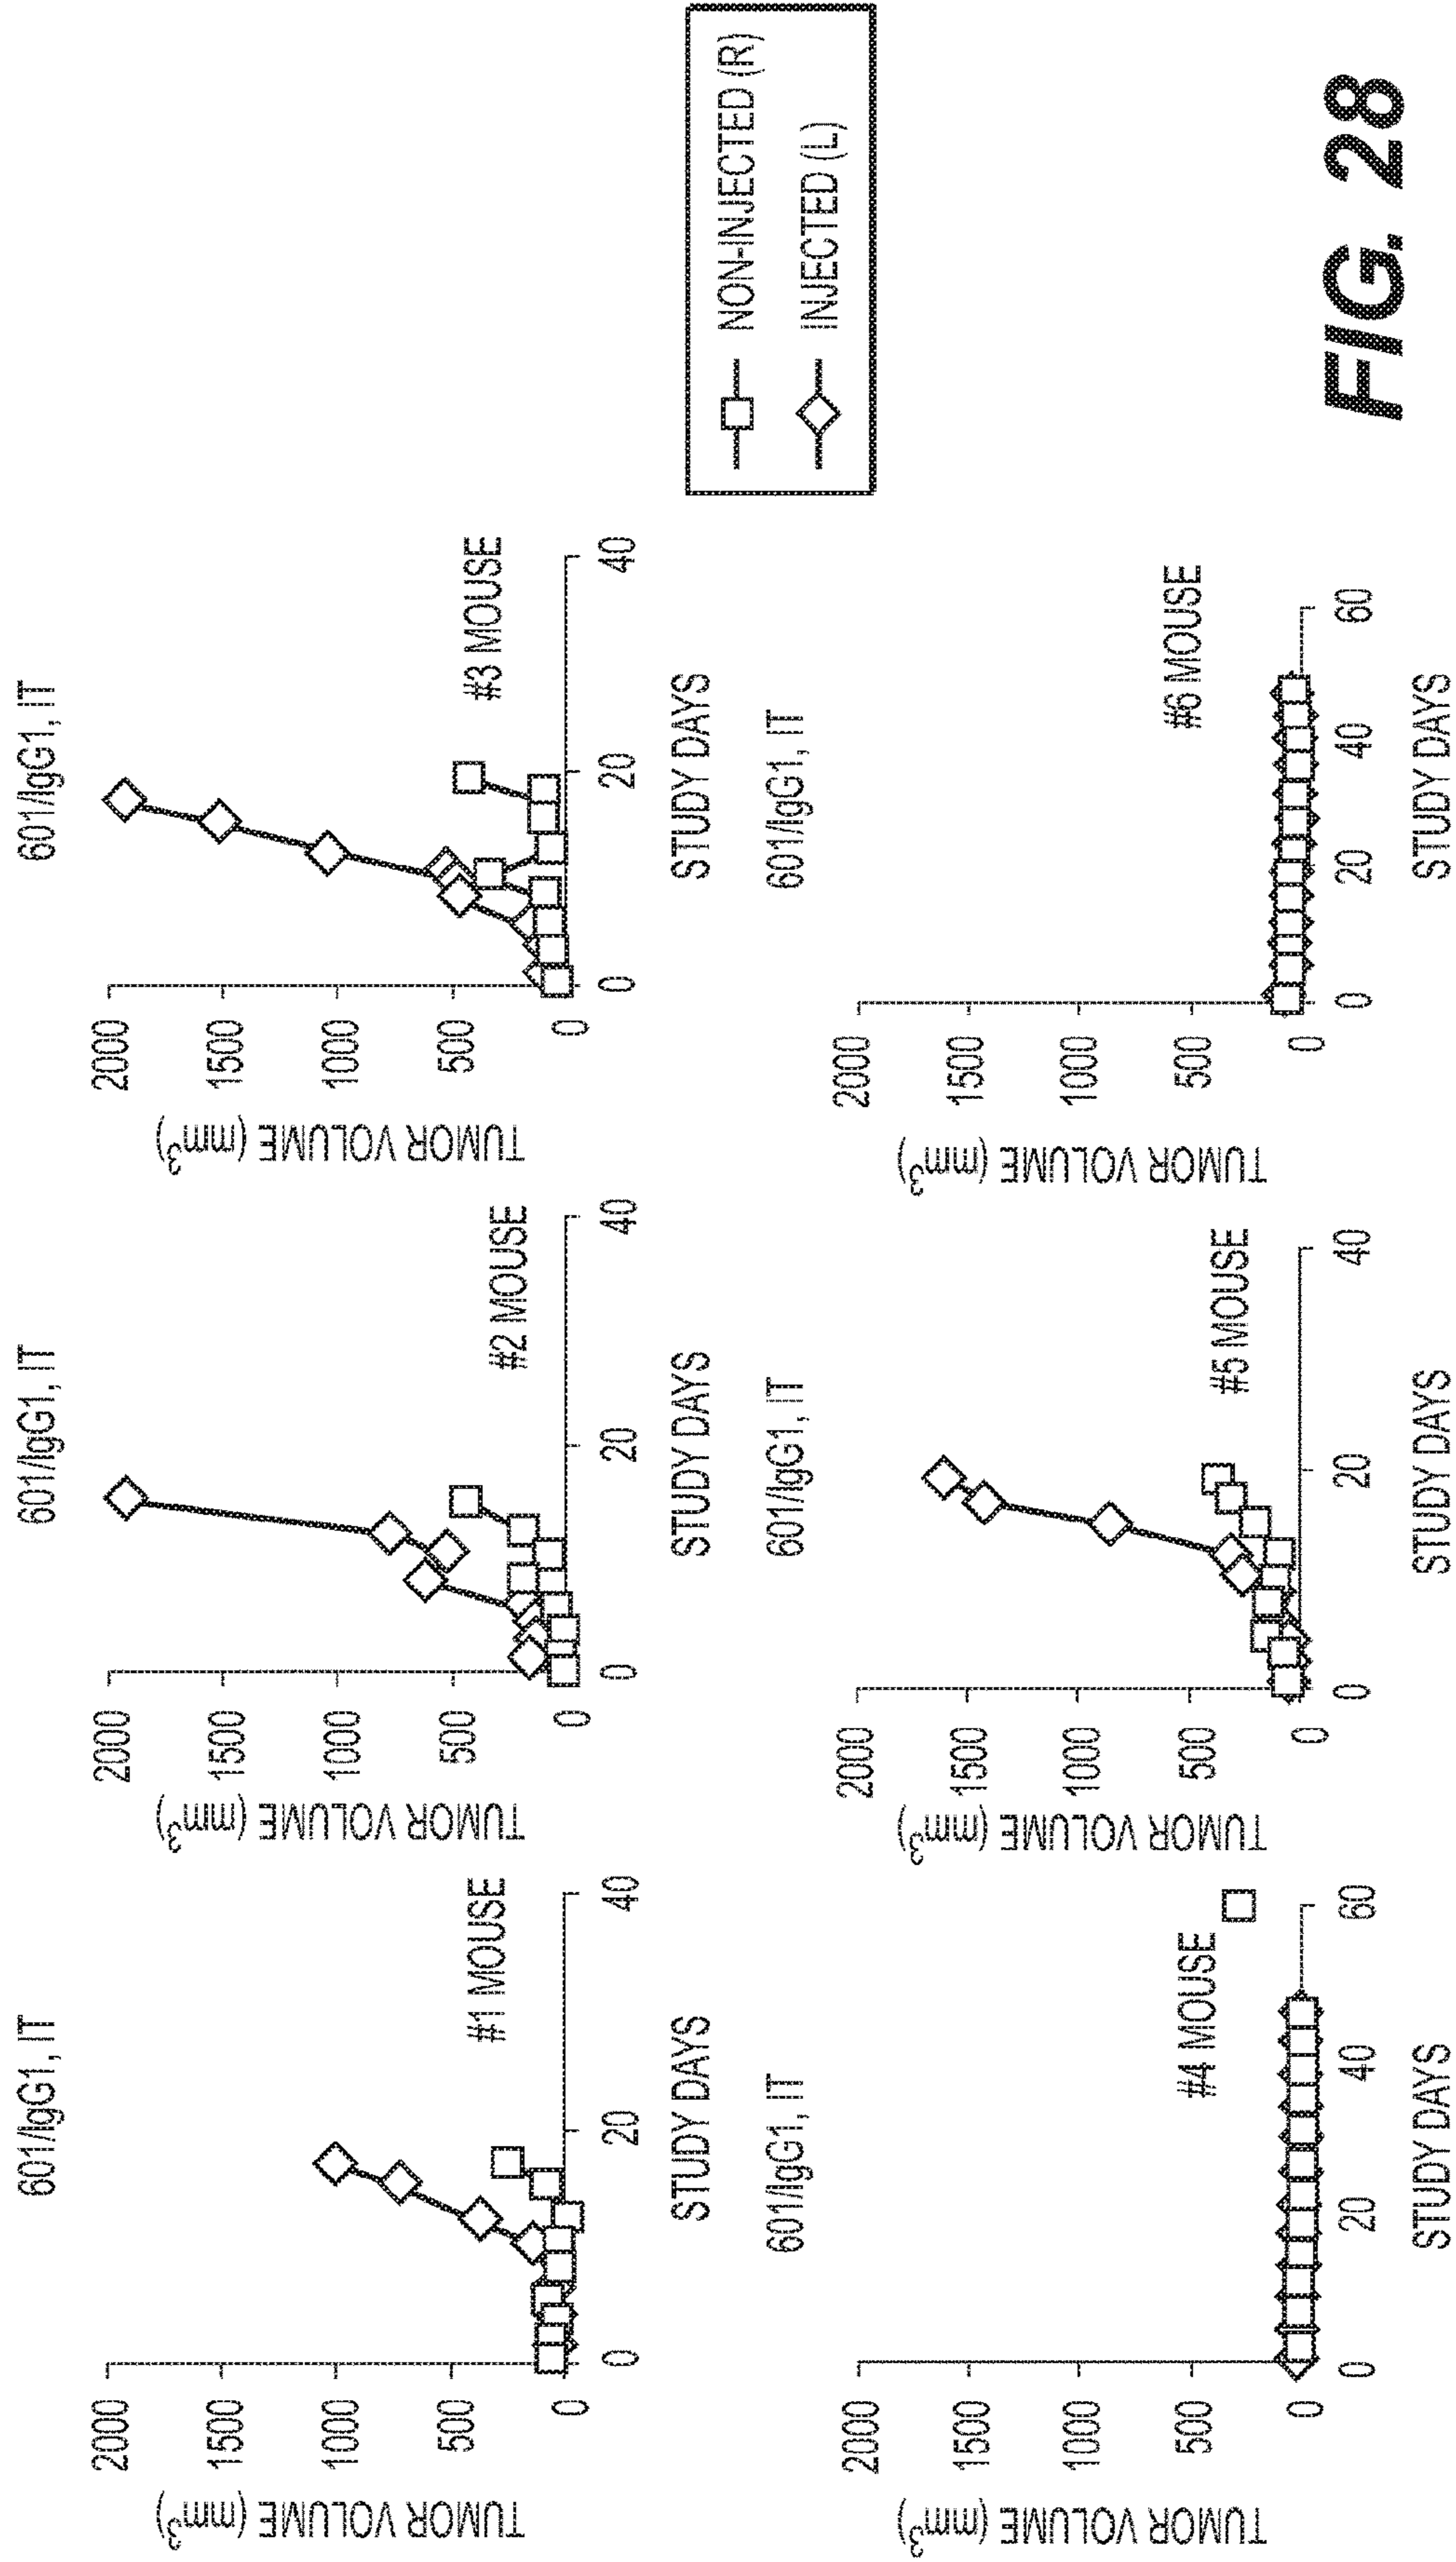 601/IgG1, IT
TUMOR VOLUME (mm³)
2000
1500
1000
500
0
#1 MOUSE
0
20
40
STUDY DAYS
601/IgG1, IT
TUMOR VOLUME (mm³)
2000
1500
1000
500
0
#2 MOUSE
0
20
40
STUDY DAYS
601/IgG1, IT
TUMOR VOLUME (mm³)
2000
1500
1000
500
0
#3 MOUSE
0
20
40
STUDY DAYS
601/IgG1, IT
TUMOR VOLUME (mm³)
2000
1500
1000
500
0
#4 MOUSE
0
20
40
60
STUDY DAYS
601/IgG1, IT
TUMOR VOLUME (mm³)
2000
1500
1000
500
0
#5 MOUSE
0
20
40
STUDY DAYS
601/IgG1, IT
TUMOR VOLUME (mm³)
2000
1500
1000
500
0
#6 MOUSE
0
20
40
60
STUDY DAYS
NON-INJECTED (R)
INJECTED (L)
FIG. 28